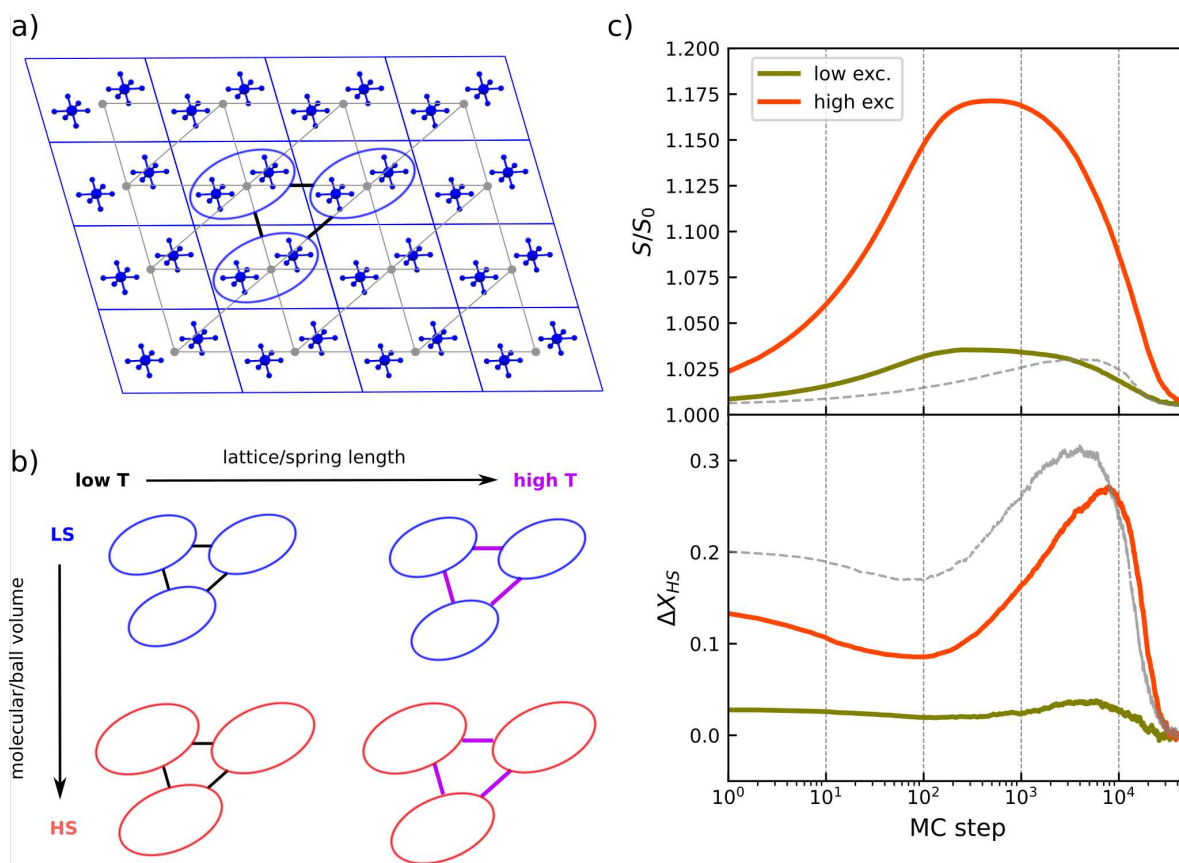 a)
b)
lattice/spring length
low T
high T
LS
molecular/ball volume
HS
c)
1.200
1.175
1.150
1.125
1.100
1.075
1.050
1.025
1.000
S/S₀
low exc.
high exc
0.3
0.2
0.1
0.0
ΔX_HS
10⁰ 10¹ 10² 10³ 10⁴
MC step